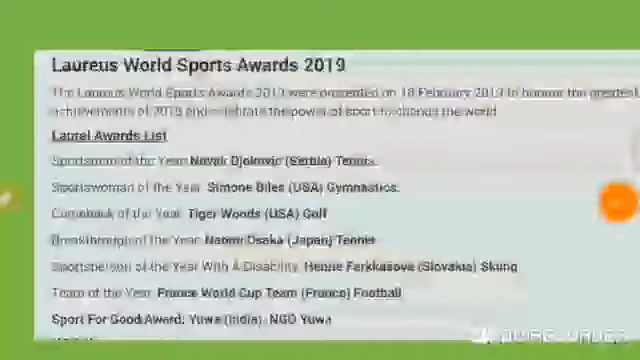 Laureus World Sports Awards 2019
The Laureus World Sports Awards 2019 were presented on 18 February 2019 to honour the greatest
achievements of 2018 and celebrate the power of sport to change the world
Laurel Awards List
Sportsman of the Year Novak Djokovic (Serbia) Tennis.
Sportswoman of the Year Simone Biles (USA) Gymnastics.
Comeback of the Year Tiger Woods (USA) Golf
Breakthrough of the Year Naomi Osaka (Japan) Tennis
Sportsperson of the Year With A Disability Henrie Farkkasova (Slovakia) Skung
Team of the Year France World Cup Team (France) Football
Sport For Good Award: Yuwa (India), NGO Yuwa